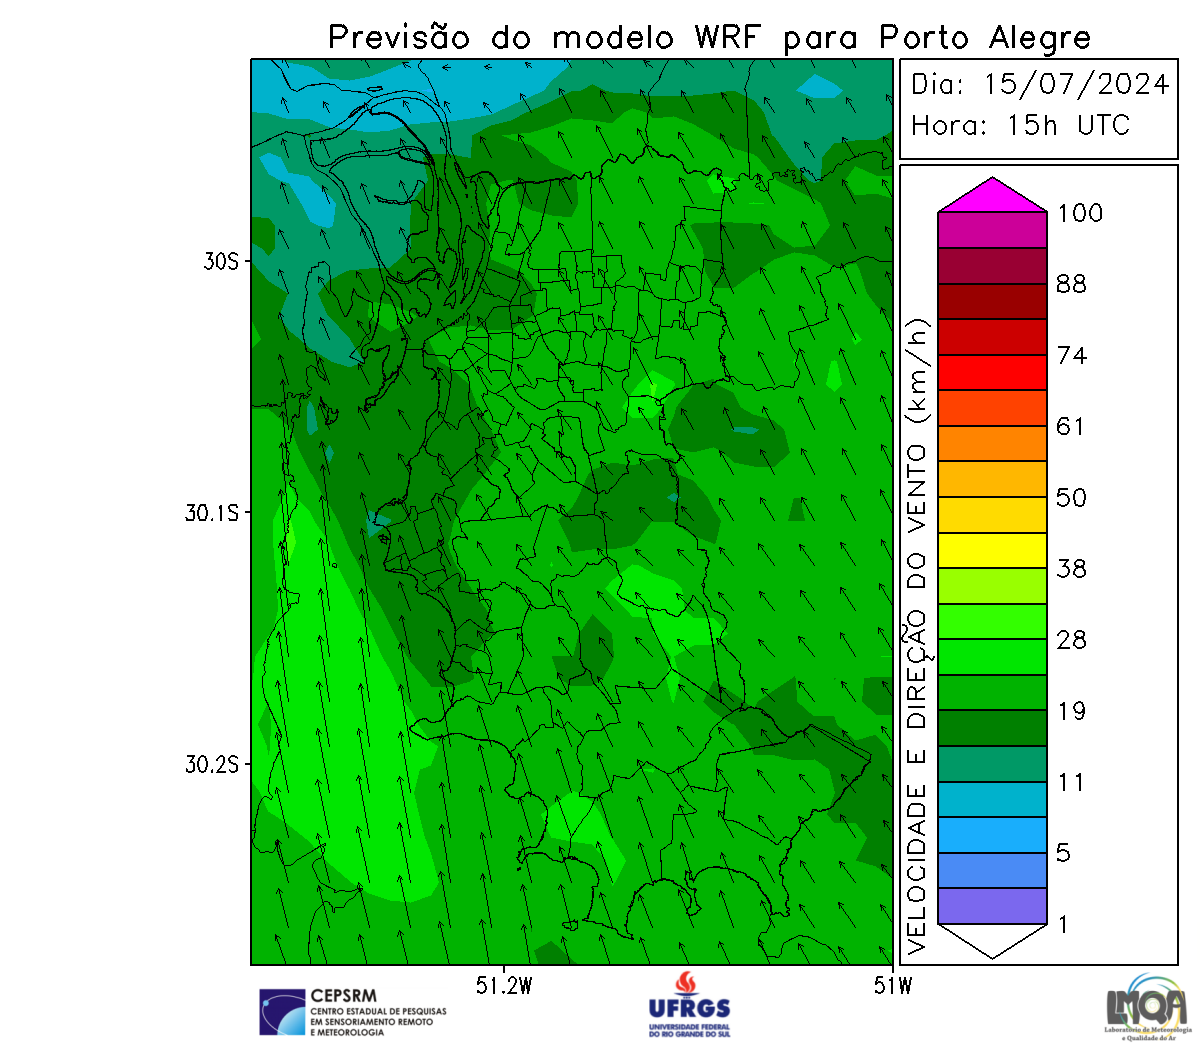 Previsão do modelo WRF para Porto Alegre
Dia: 15/07/2024
Hora: 15h UTC
30S
30.1S
30.2S
51.2W
51W
VELOCIDADE E DIREÇÃO DO VENTO (km/h)
100
88
74
61
50
38
28
19
11
5
1
CEPSRM
CENTRO ESTADUAL DE PESQUISAS
EM SENSORIAMENTO REMOTO
E METEOROLOGIA
UFRGS
UNIVERSIDADE FEDERAL
DO RIO GRANDE DO SUL
LMQA
Laboratório de Meteorologia
e Qualidade do Ar